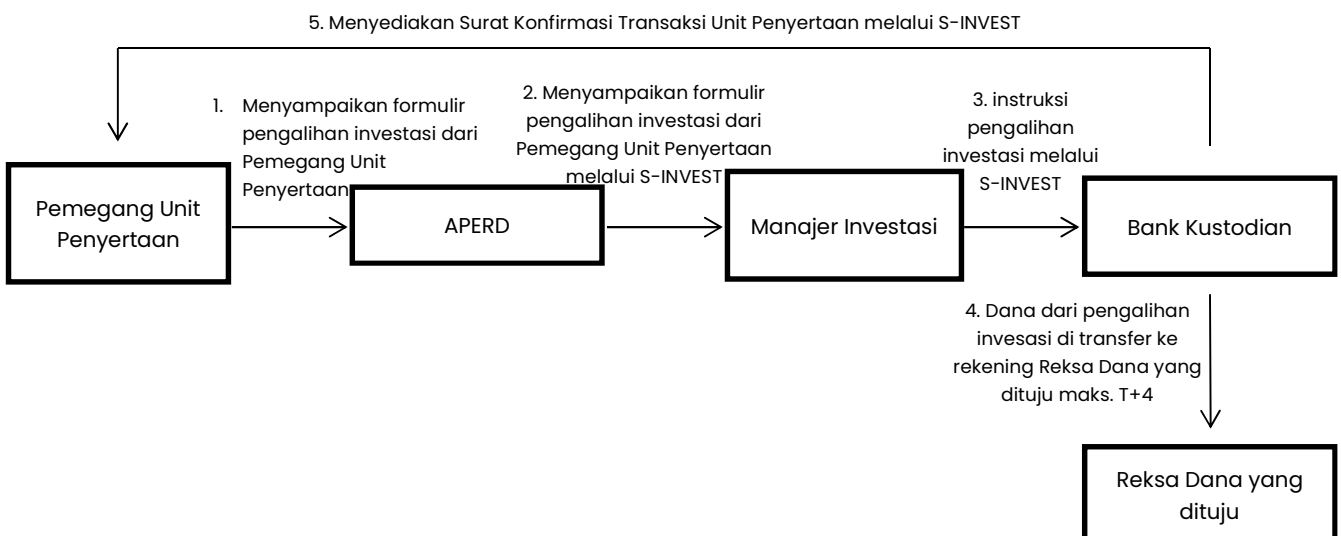 5. Menyediakan Surat Konfirmasi Transaksi Unit Penyertaan melalui S-INVEST
1. Menyampaikan formulir
pengalihan investasi dari
Pemegang Unit
Penyertaan
2. Menyampaikan formulir
pengalihan investasi dari
Pemegang Unit Penyertaan
melalui S-INVEST
3. instruksi
pengalihan
investasi melalui
S-INVEST
Pemegang Unit
Penyertaan
APERD
Manajer Investasi
Bank Kustodian
4. Dana dari pengalihan
invesasi di transfer ke
rekening Reksa Dana yang
dituju maks. T+4
Reksa Dana yang
dituju